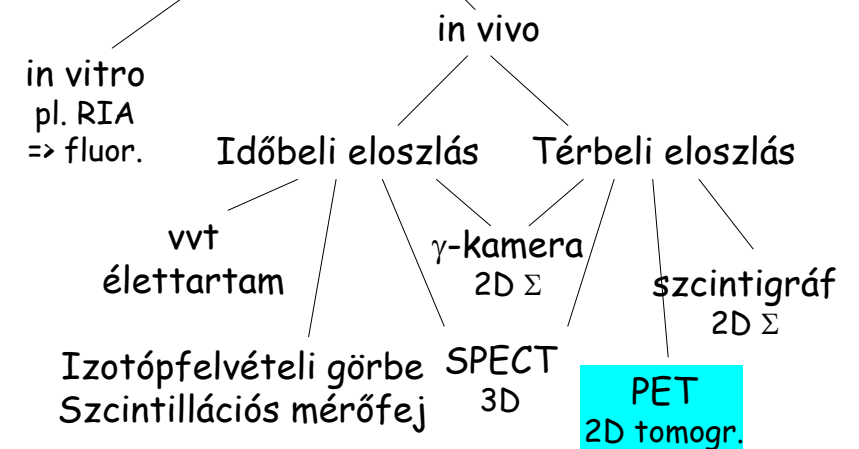 in vivo
in vitro
pl. RIA
=> fluor.
Időbeli eloszlás
Térbeli eloszlás
vvt
élettartam
γ-kamera
2D Σ
szcintigráf
2D Σ
Izotópfelvételi görbe
Szcintillációs mérőfej
SPECT
3D
PET
2D tomogr.